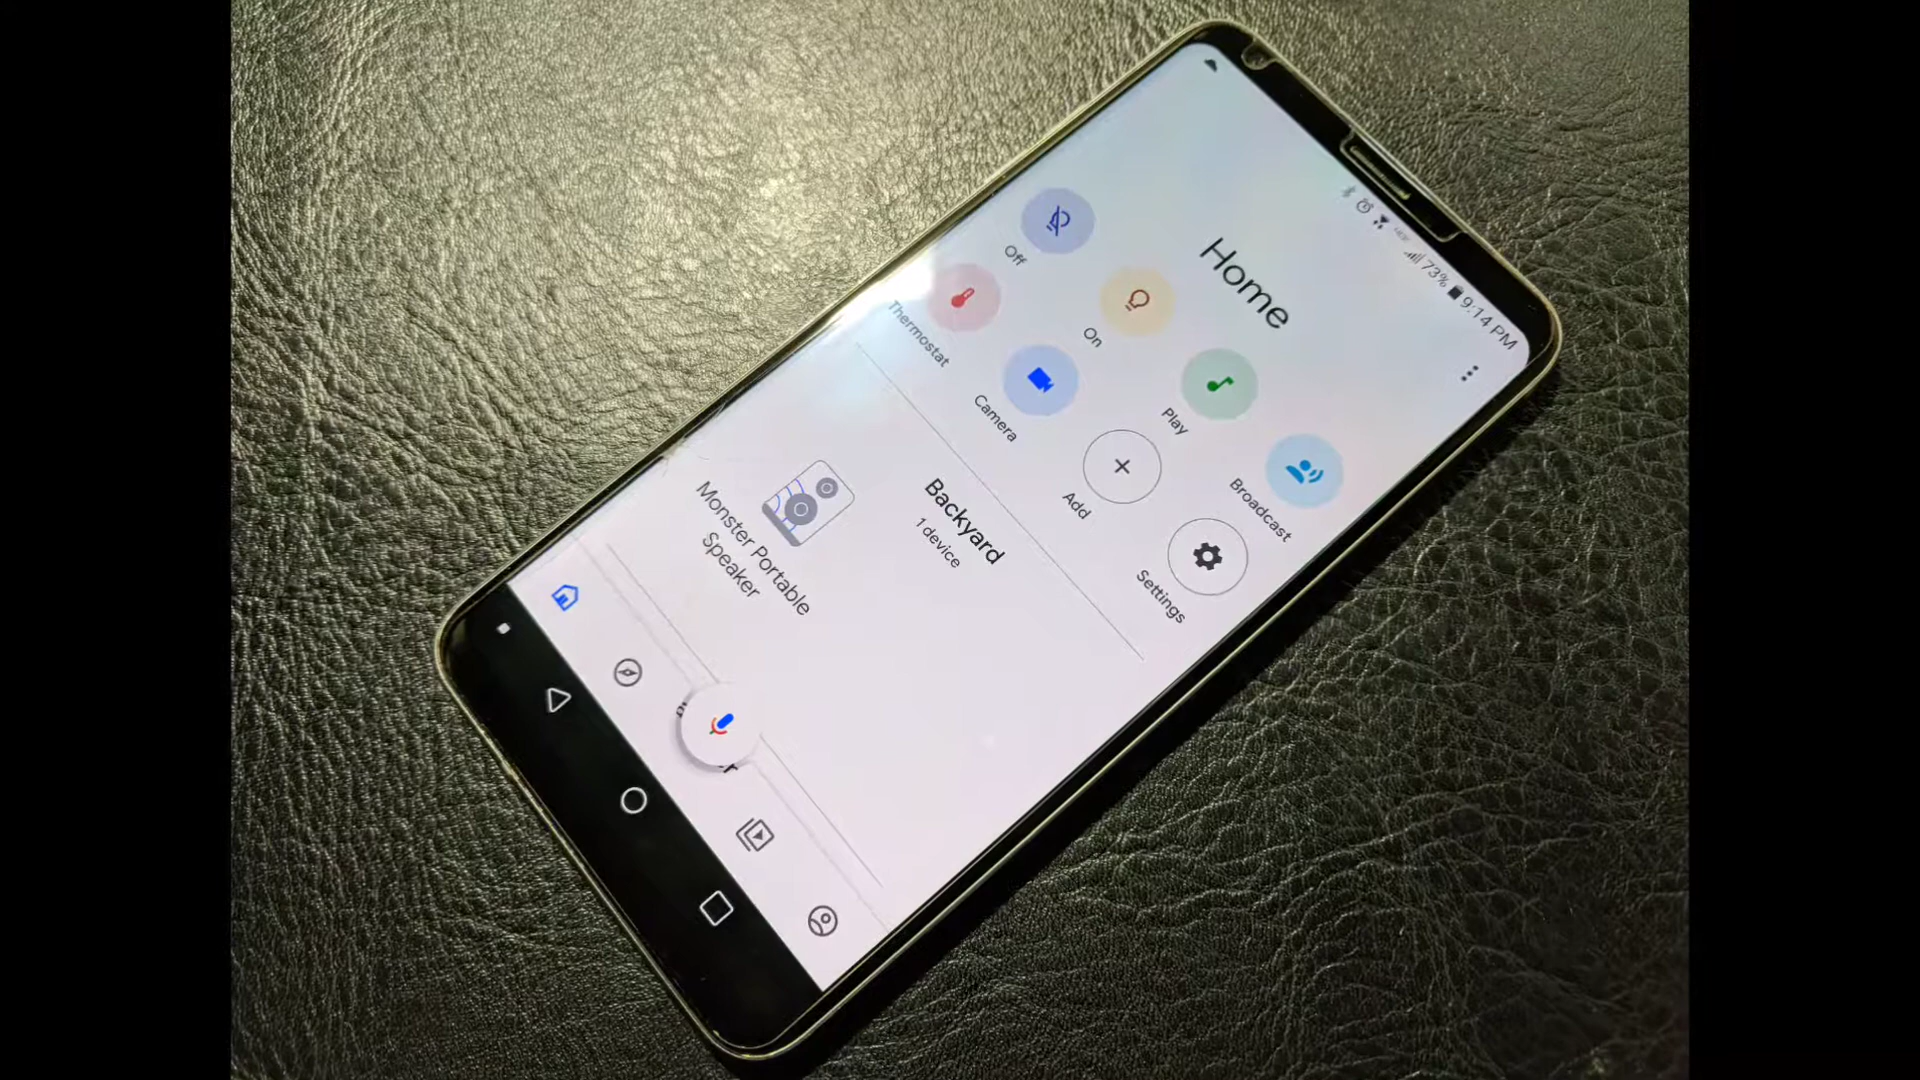 73% 9:14 PM
Home
Off
On
Play
Broadcast
Thermostat
Camera
Add
Settings
Backyard
1 device
Monster Portable
Speaker